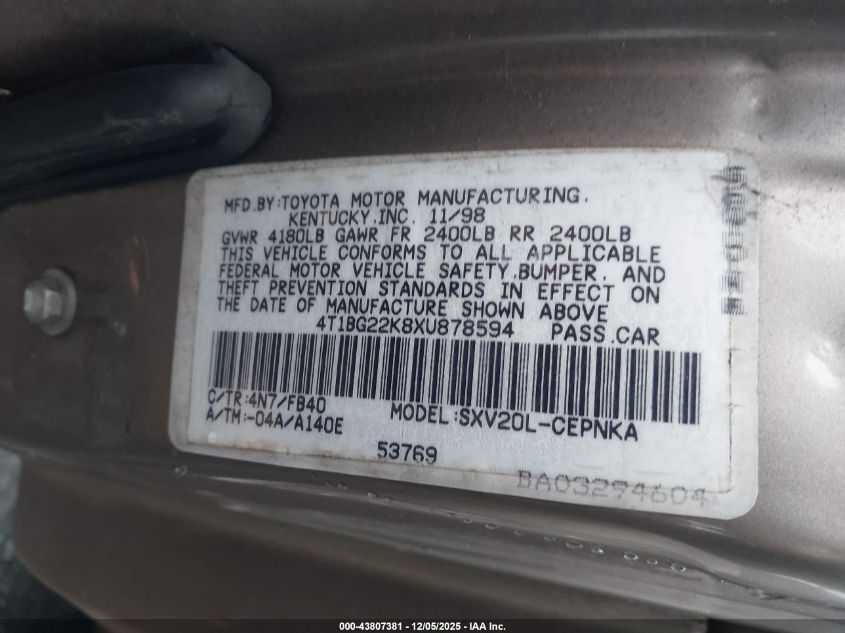 MFD.BY:TOYOTA MOTOR MANUFACTURING,
KENTUCKY,INC. 11/98
GVWR 4180LB GAWR FR 2400LB RR 2400LB
THIS VEHICLE CONFORMS TO ALL APPLICABLE
FEDERAL MOTOR VEHICLE SAFETY,BUMPER, AND
THEFT PREVENTION STANDARDS IN EFFECT ON
THE DATE OF MANUFACTURE SHOWN ABOVE
4T1BG22K8XU878594 PASS.CAR
C/TR:4N7/FB40 MODEL:SXV20L-CEPNKA
A/TM:-04A/A140E
53769
BA03294604
000-43807381 - 12/05/2025 - IAA Inc.